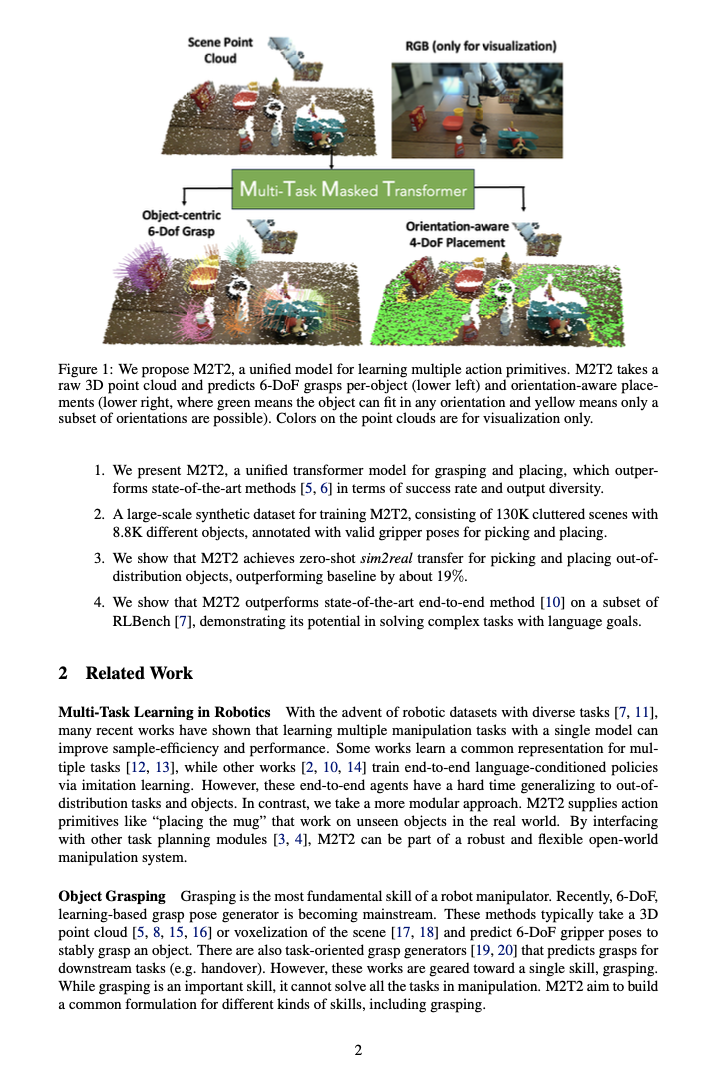 Scene Point
Cloud
RGB (only for visualization)
Multi-Task Masked Transformer
Object-centric
6-Dof Grasp
Orientation-aware
4-DoF Placement
Figure 1: We propose M2T2, a unified model for learning multiple action primitives. M2T2 takes a
raw 3D point cloud and predicts 6-DoF grasps per-object (lower left) and orientation-aware place-
ments (lower right, where green means the object can fit in any orientation and yellow means only a
subset of orientations are possible). Colors on the point clouds are for visualization only.
1. We present M2T2, a unified transformer model for grasping and placing, which outper-
forms state-of-the-art methods [5, 6] in terms of success rate and output diversity.
2. A large-scale synthetic dataset for training M2T2, consisting of 130K cluttered scenes with
8.8K different objects, annotated with valid gripper poses for picking and placing.
3. We show that M2T2 achieves zero-shot sim2real transfer for picking and placing out-of-
distribution objects, outperforming baseline by about 19%.
4. We show that M2T2 outperforms state-of-the-art end-to-end method [10] on a subset of
RLBench [7], demonstrating its potential in solving complex tasks with language goals.
2 Related Work
Multi-Task Learning in Robotics With the advent of robotic datasets with diverse tasks [7, 11],
many recent works have shown that learning multiple manipulation tasks with a single model can
improve sample-efficiency and performance. Some works learn a common representation for mul-
tiple tasks [12, 13], while other works [2, 10, 14] train end-to-end language-conditioned policies
via imitation learning. However, these end-to-end agents have a hard time generalizing to out-of-
distribution tasks and objects. In contrast, we take a more modular approach. M2T2 supplies action
primitives like “placing the mug” that work on unseen objects in the real world. By interfacing
with other task planning modules [3, 4], M2T2 can be part of a robust and flexible open-world
manipulation system.
Object Grasping Grasping is the most fundamental skill of a robot manipulator. Recently, 6-DoF,
learning-based grasp pose generator is becoming mainstream. These methods typically take a 3D
point cloud [5, 8, 15, 16] or voxelization of the scene [17, 18] and predict 6-DoF gripper poses to
stably grasp an object. There are also task-oriented grasp generators [19, 20] that predicts grasps for
downstream tasks (e.g. handover). However, these works are geared toward a single skill, grasping.
While grasping is an important skill, it cannot solve all the tasks in manipulation. M2T2 aim to build
a common formulation for different kinds of skills, including grasping.
2